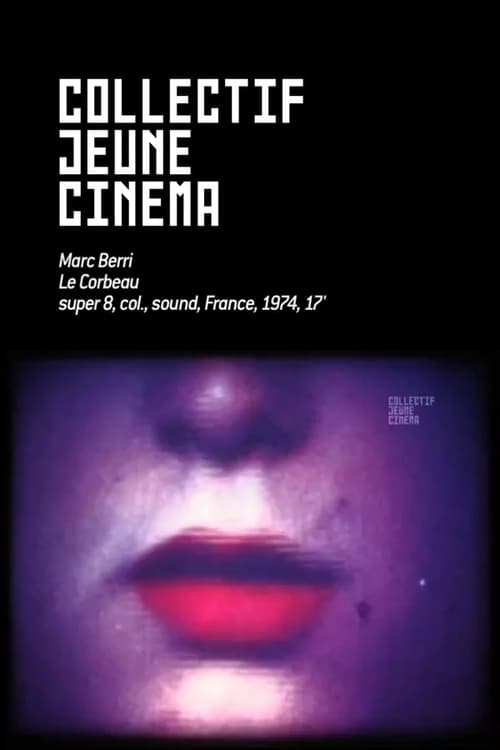 COLLECTIF
JEUNE
CINEMA
Marc Berri
Le Corbeau
super 8, col., sound, France, 1974, 17'
COLLECTIF
JEUNE
CINEMA